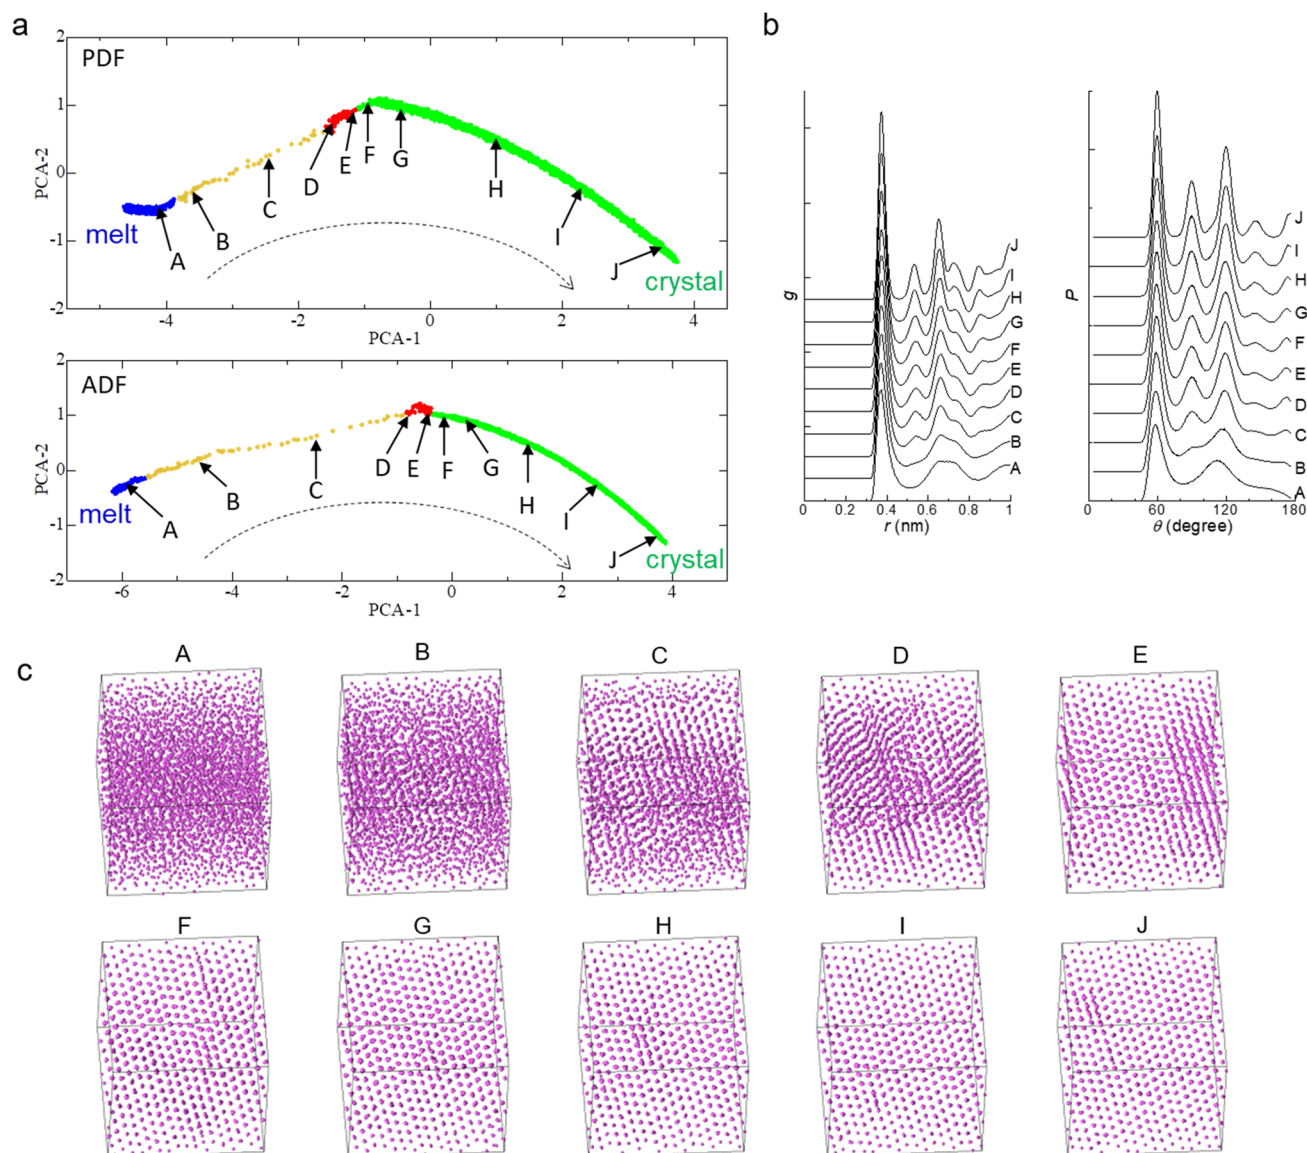 a
PDF
PCA-2
2
1
0
-1
-2
melt
A
B
C
D
E
F
G
H
I
J
crystal
-4
-2
0
2
4
PCA-1
ADF
PCA-2
2
1
0
-1
-2
melt
A
B
C
D
E
F
G
H
I
J
crystal
-6
-4
-2
0
2
4
PCA-1
b
g
J
I
H
G
F
E
D
C
B
A
0
0.2
0.4
0.6
0.8
1
r (nm)
P
J
I
H
G
F
E
D
C
B
A
0
60
120
180
θ (degree)
c
A B C D E
F G H I J